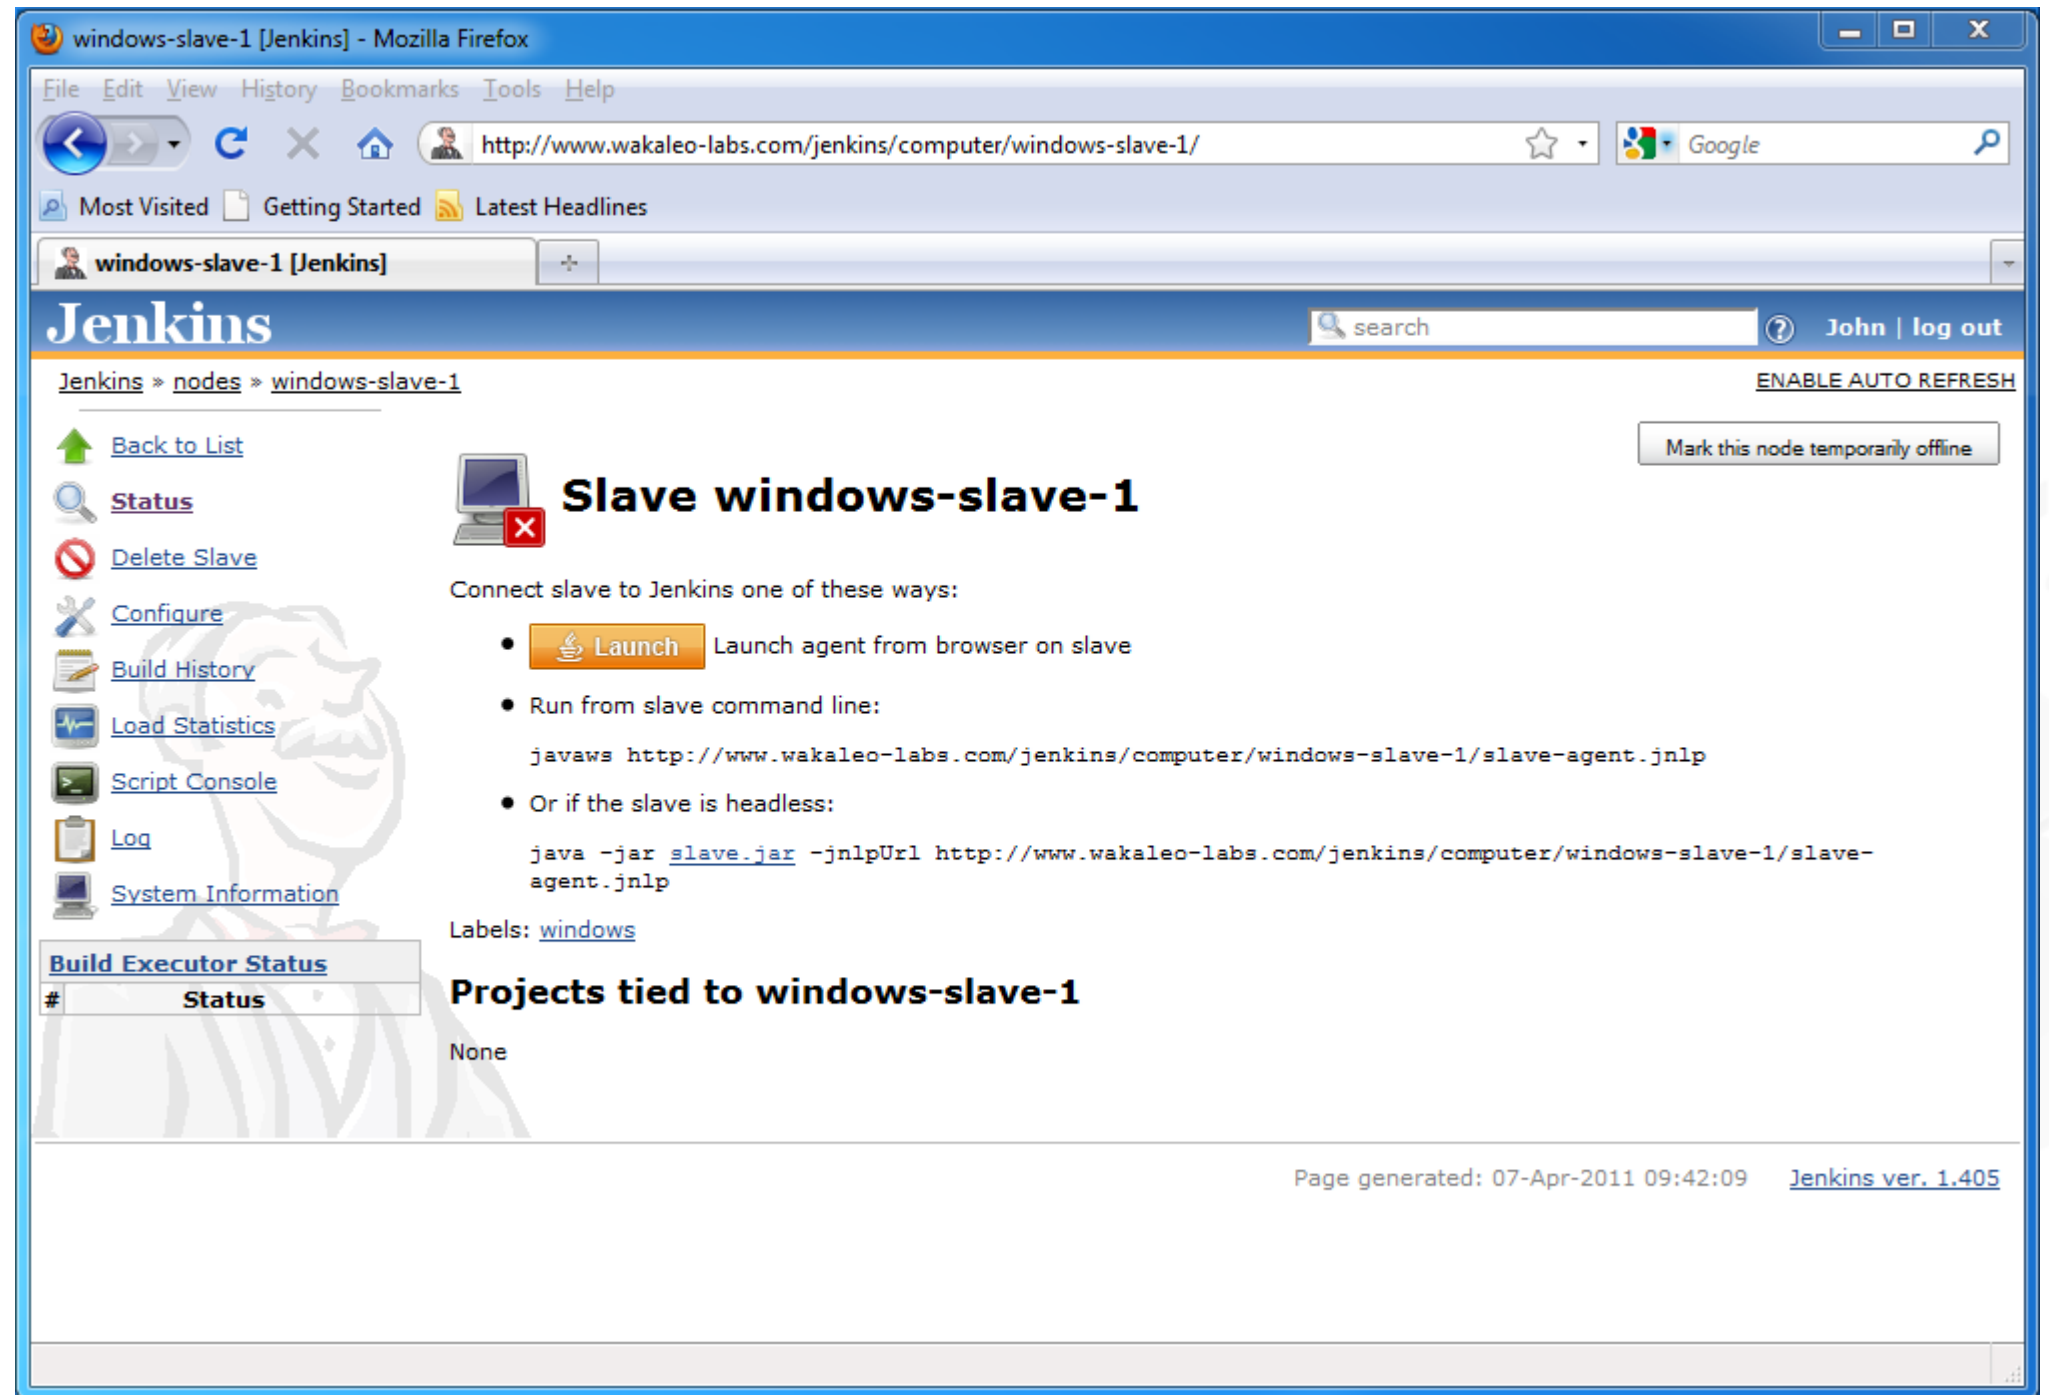 windows-slave-1 [Jenkins] - Mozilla Firefox
File Edit View History Bookmarks Tools Help
http://www.wakaleo-labs.com/jenkins/computer/windows-slave-1/
Google
Most Visited Getting Started Latest Headlines
windows-slave-1 [Jenkins]
Jenkins
search
John | log out
Jenkins » nodes » windows-slave-1
ENABLE AUTO REFRESH
Back to List
Status
Delete Slave
Configure
Build History
Load Statistics
Script Console
Log
System Information
Build Executor Status
# Status
Mark this node temporarily offline
Slave windows-slave-1
Connect slave to Jenkins one of these ways:
Launch Launch agent from browser on slave
Run from slave command line:
javaws http://www.wakaleo-labs.com/jenkins/computer/windows-slave-1/slave-agent.jnlp
Or if the slave is headless:
java -jar slave.jar -jnlpUrl http://www.wakaleo-labs.com/jenkins/computer/windows-slave-1/slave-
agent.jnlp
Labels: windows
Projects tied to windows-slave-1
None
Page generated: 07-Apr-2011 09:42:09 Jenkins ver. 1.405